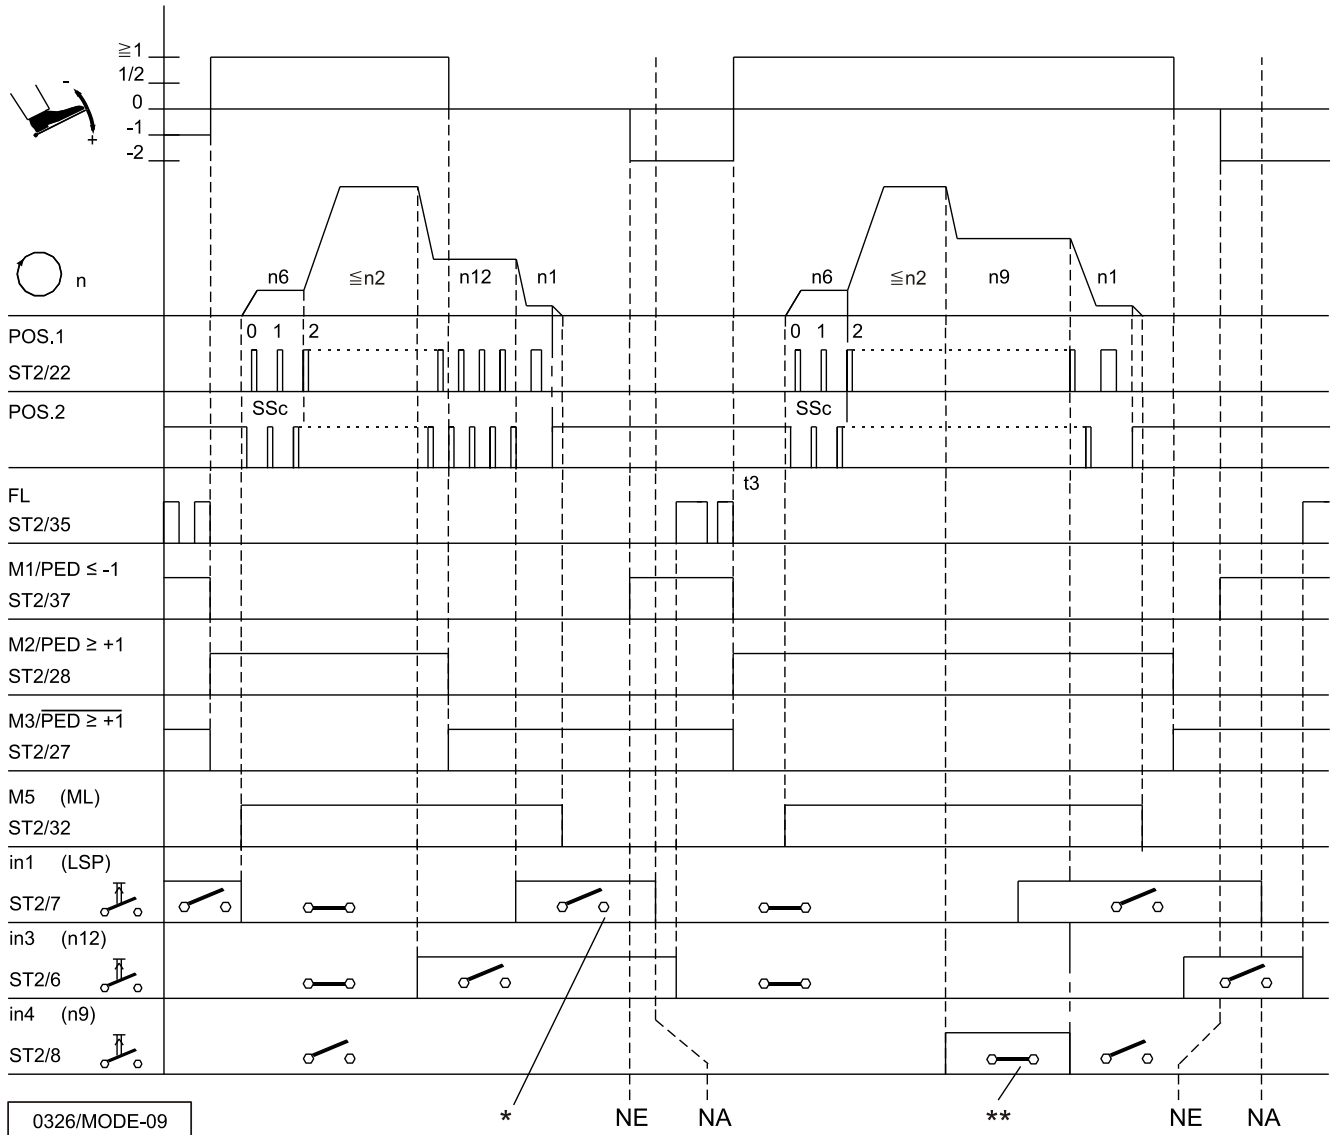 ≧1
1/2
0
-1
-2
-
+
n
n6
≦n2
n12
n1
n6
≦n2
n9
n1
POS.1
0 1 2
0 1 2
ST2/22
POS.2
SSc
SSc
FL
t3
ST2/35
M1/PED ≤ -1
ST2/37
M2/PED ≥ +1
ST2/28
M3/P̅E̅D̅ ̅≥̅ ̅+̅1̅
ST2/27
M5 (ML)
ST2/32
in1 (LSP)
ST2/7
in3 (n12)
ST2/6
in4 (n9)
ST2/8
0326/MODE-09
*
NE
NA
**
NE
NA